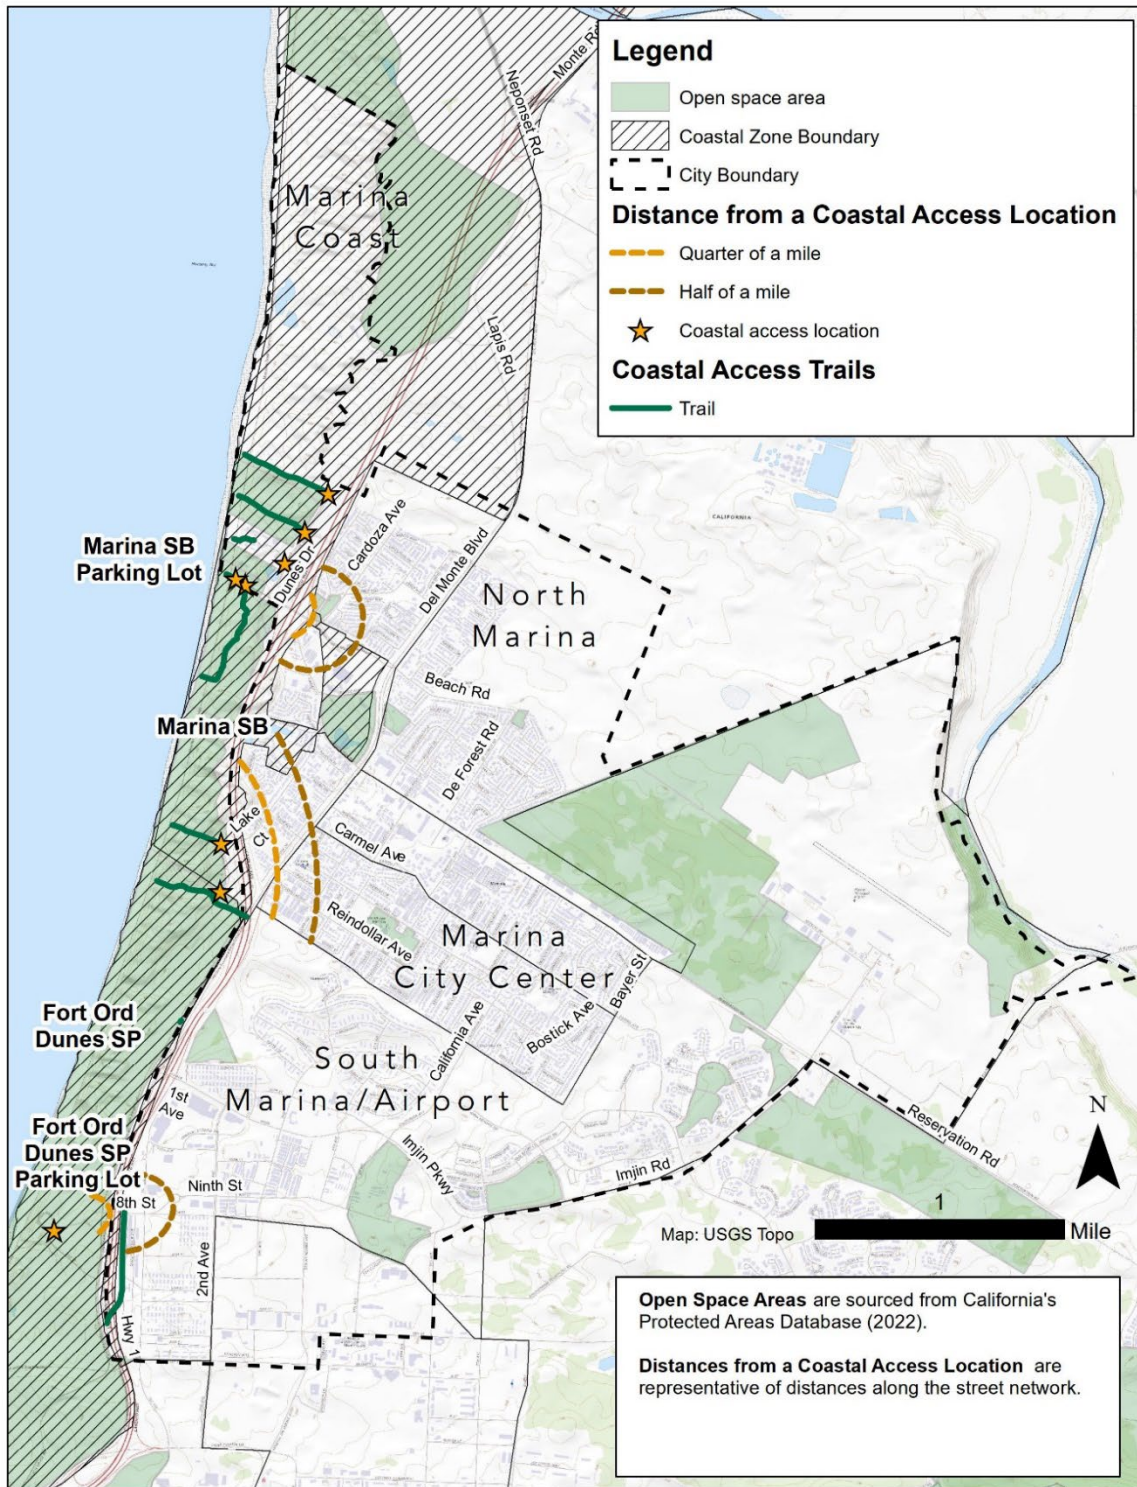 Legend
Open space area
Coastal Zone Boundary
City Boundary
Distance from a Coastal Access Location
Quarter of a mile
Half of a mile
Coastal access location
Coastal Access Trails
Trail
Monte Rd
Neponset Rd
Marina
Coast
Lapis Rd
CALIFORNIA
Cardoza Ave
Marina SB
Parking Lot
Dunes Dr
Del Monte Blvd
North
Marina
Beach Rd
Marina SB
De Forest Rd
Lake
Ct
Carmel Ave
Reindollar Ave
Marina
City Center
Bayer St
Bostick Ave
California Ave
Fort Ord
Dunes SP
South
Marina/Airport
1st
Ave
Fort Ord
Dunes SP
Parking Lot
Ninth St
8th St
Imjin Pkwy
Imjin Rd
Reservation Rd
2nd Ave
Hwy 1
N
1
Map: USGS Topo
Mile
Open Space Areas are sourced from California's
Protected Areas Database (2022).
Distances from a Coastal Access Location are
representative of distances along the street network.